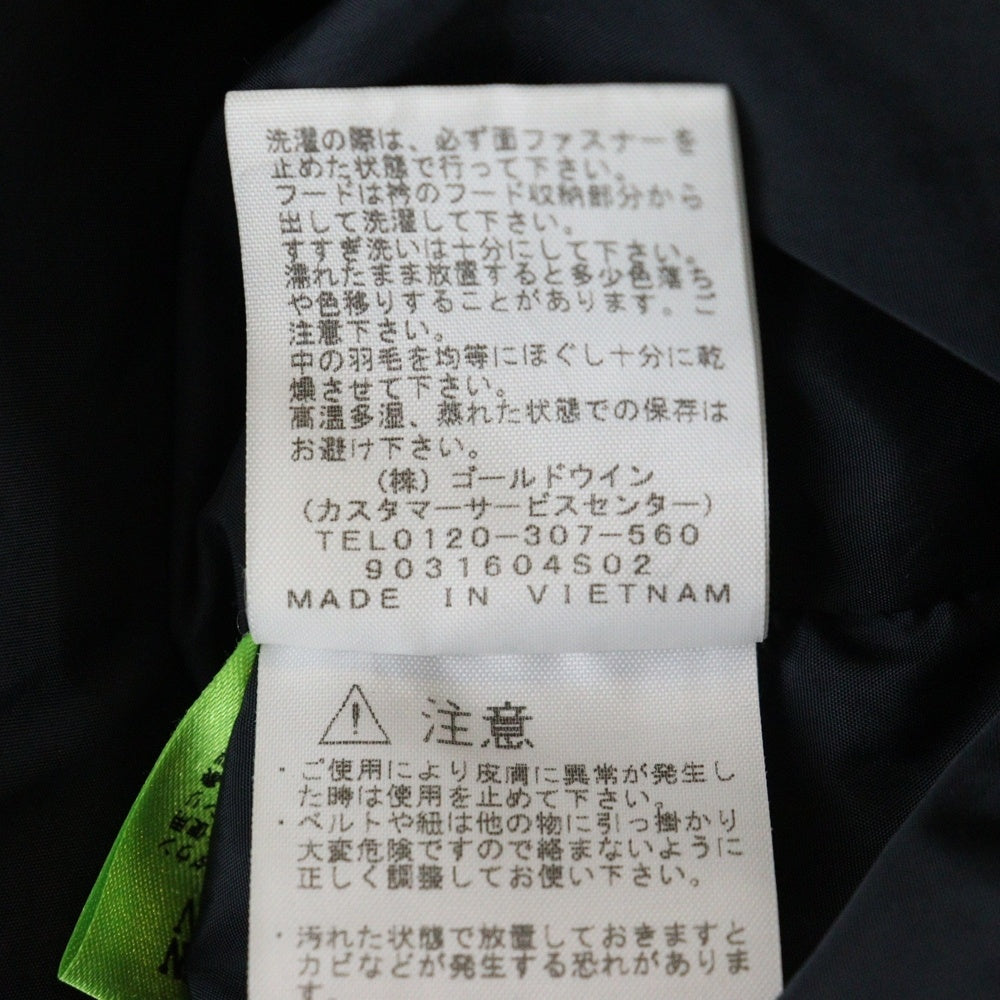 洗濯の際は、必ず面ファスナーを
止めた状態で行って下さい。
フードは衿のフード収納部分から
出して洗濯して下さい。
すすぎ洗いは十分にして下さい。
濡れたまま放置すると多少色落ち
や色移りすることがあります。ご
注意下さい。
中の羽毛を均等にほぐし十分に乾
燥させて下さい。
高温多湿、蒸れた状態での保存は
お避け下さい。
(株) ゴールドウイン
(カスタマーサービスセンター)
TEL0120-307-560
9031604S02
MADE IN VIETNAM
注意
・ご使用により皮膚に異常が発生し
た時は使用を止めて下さい。
・ベルトや紐は他の物に引っ掛かり
大変危険ですので絡まないように
正しく調整してお使い下さい。
・汚れた状態で放置しておきますと
カビなどが発生する恐れがありま
す。